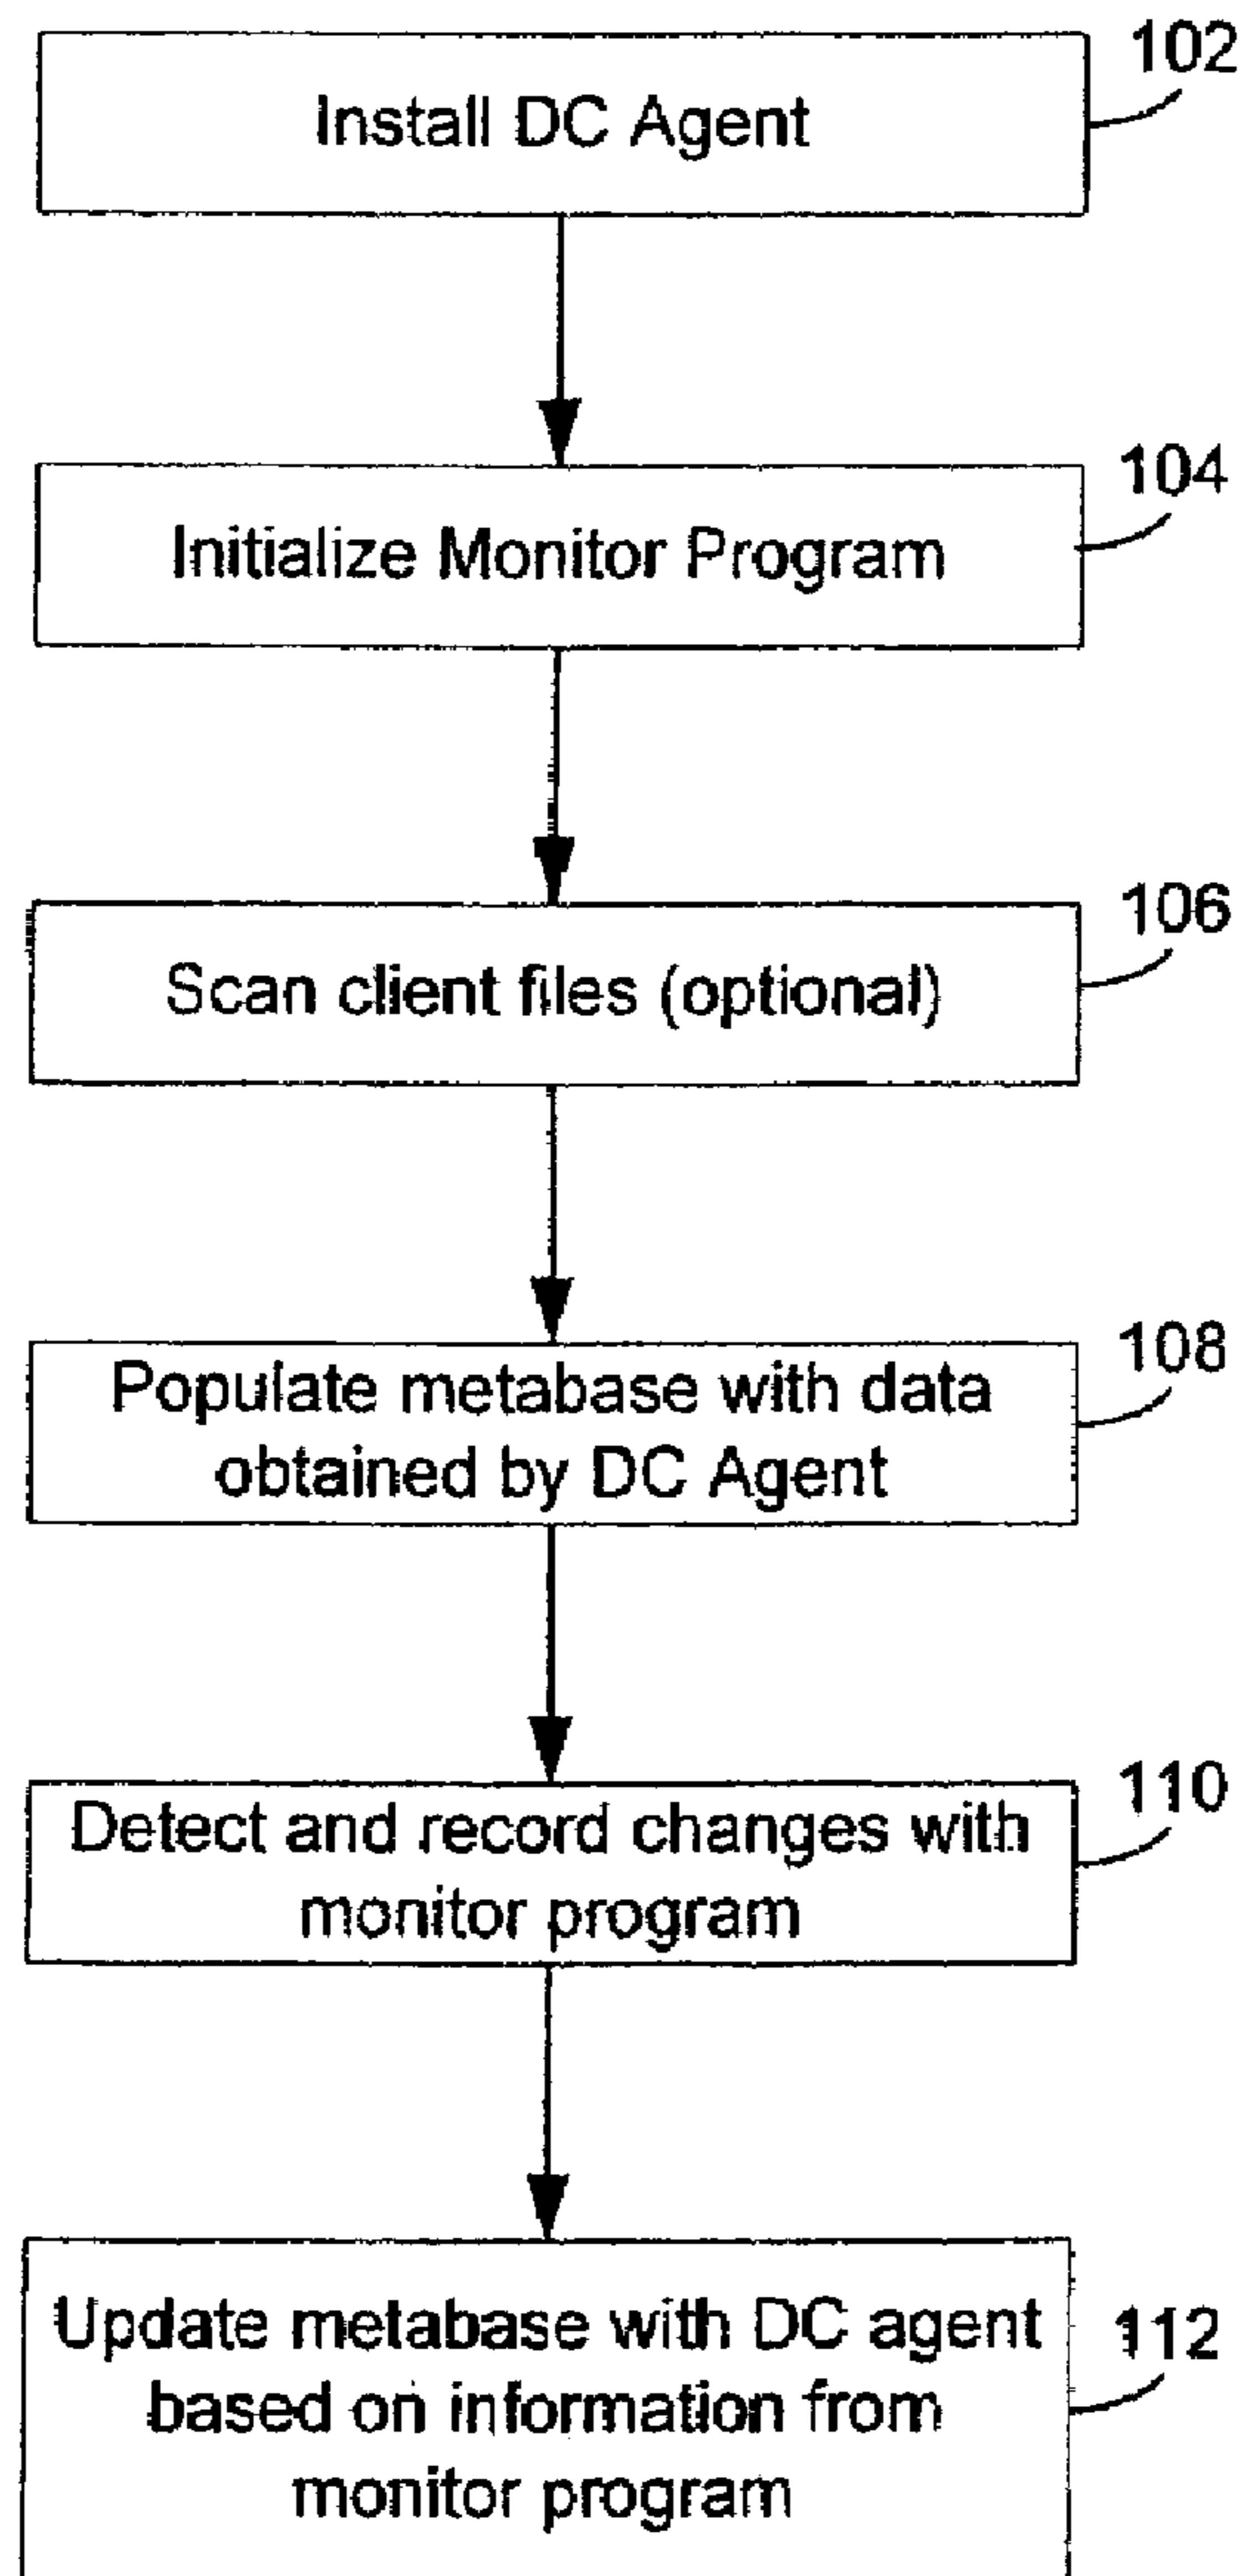 102
Install DC Agent
104
Initialize Monitor Program
106
Scan client files (optional)
108
Populate metabase with data
obtained by DC Agent
110
Detect and record changes with
monitor program
112
Update metabase with DC agent
based on information from
monitor program